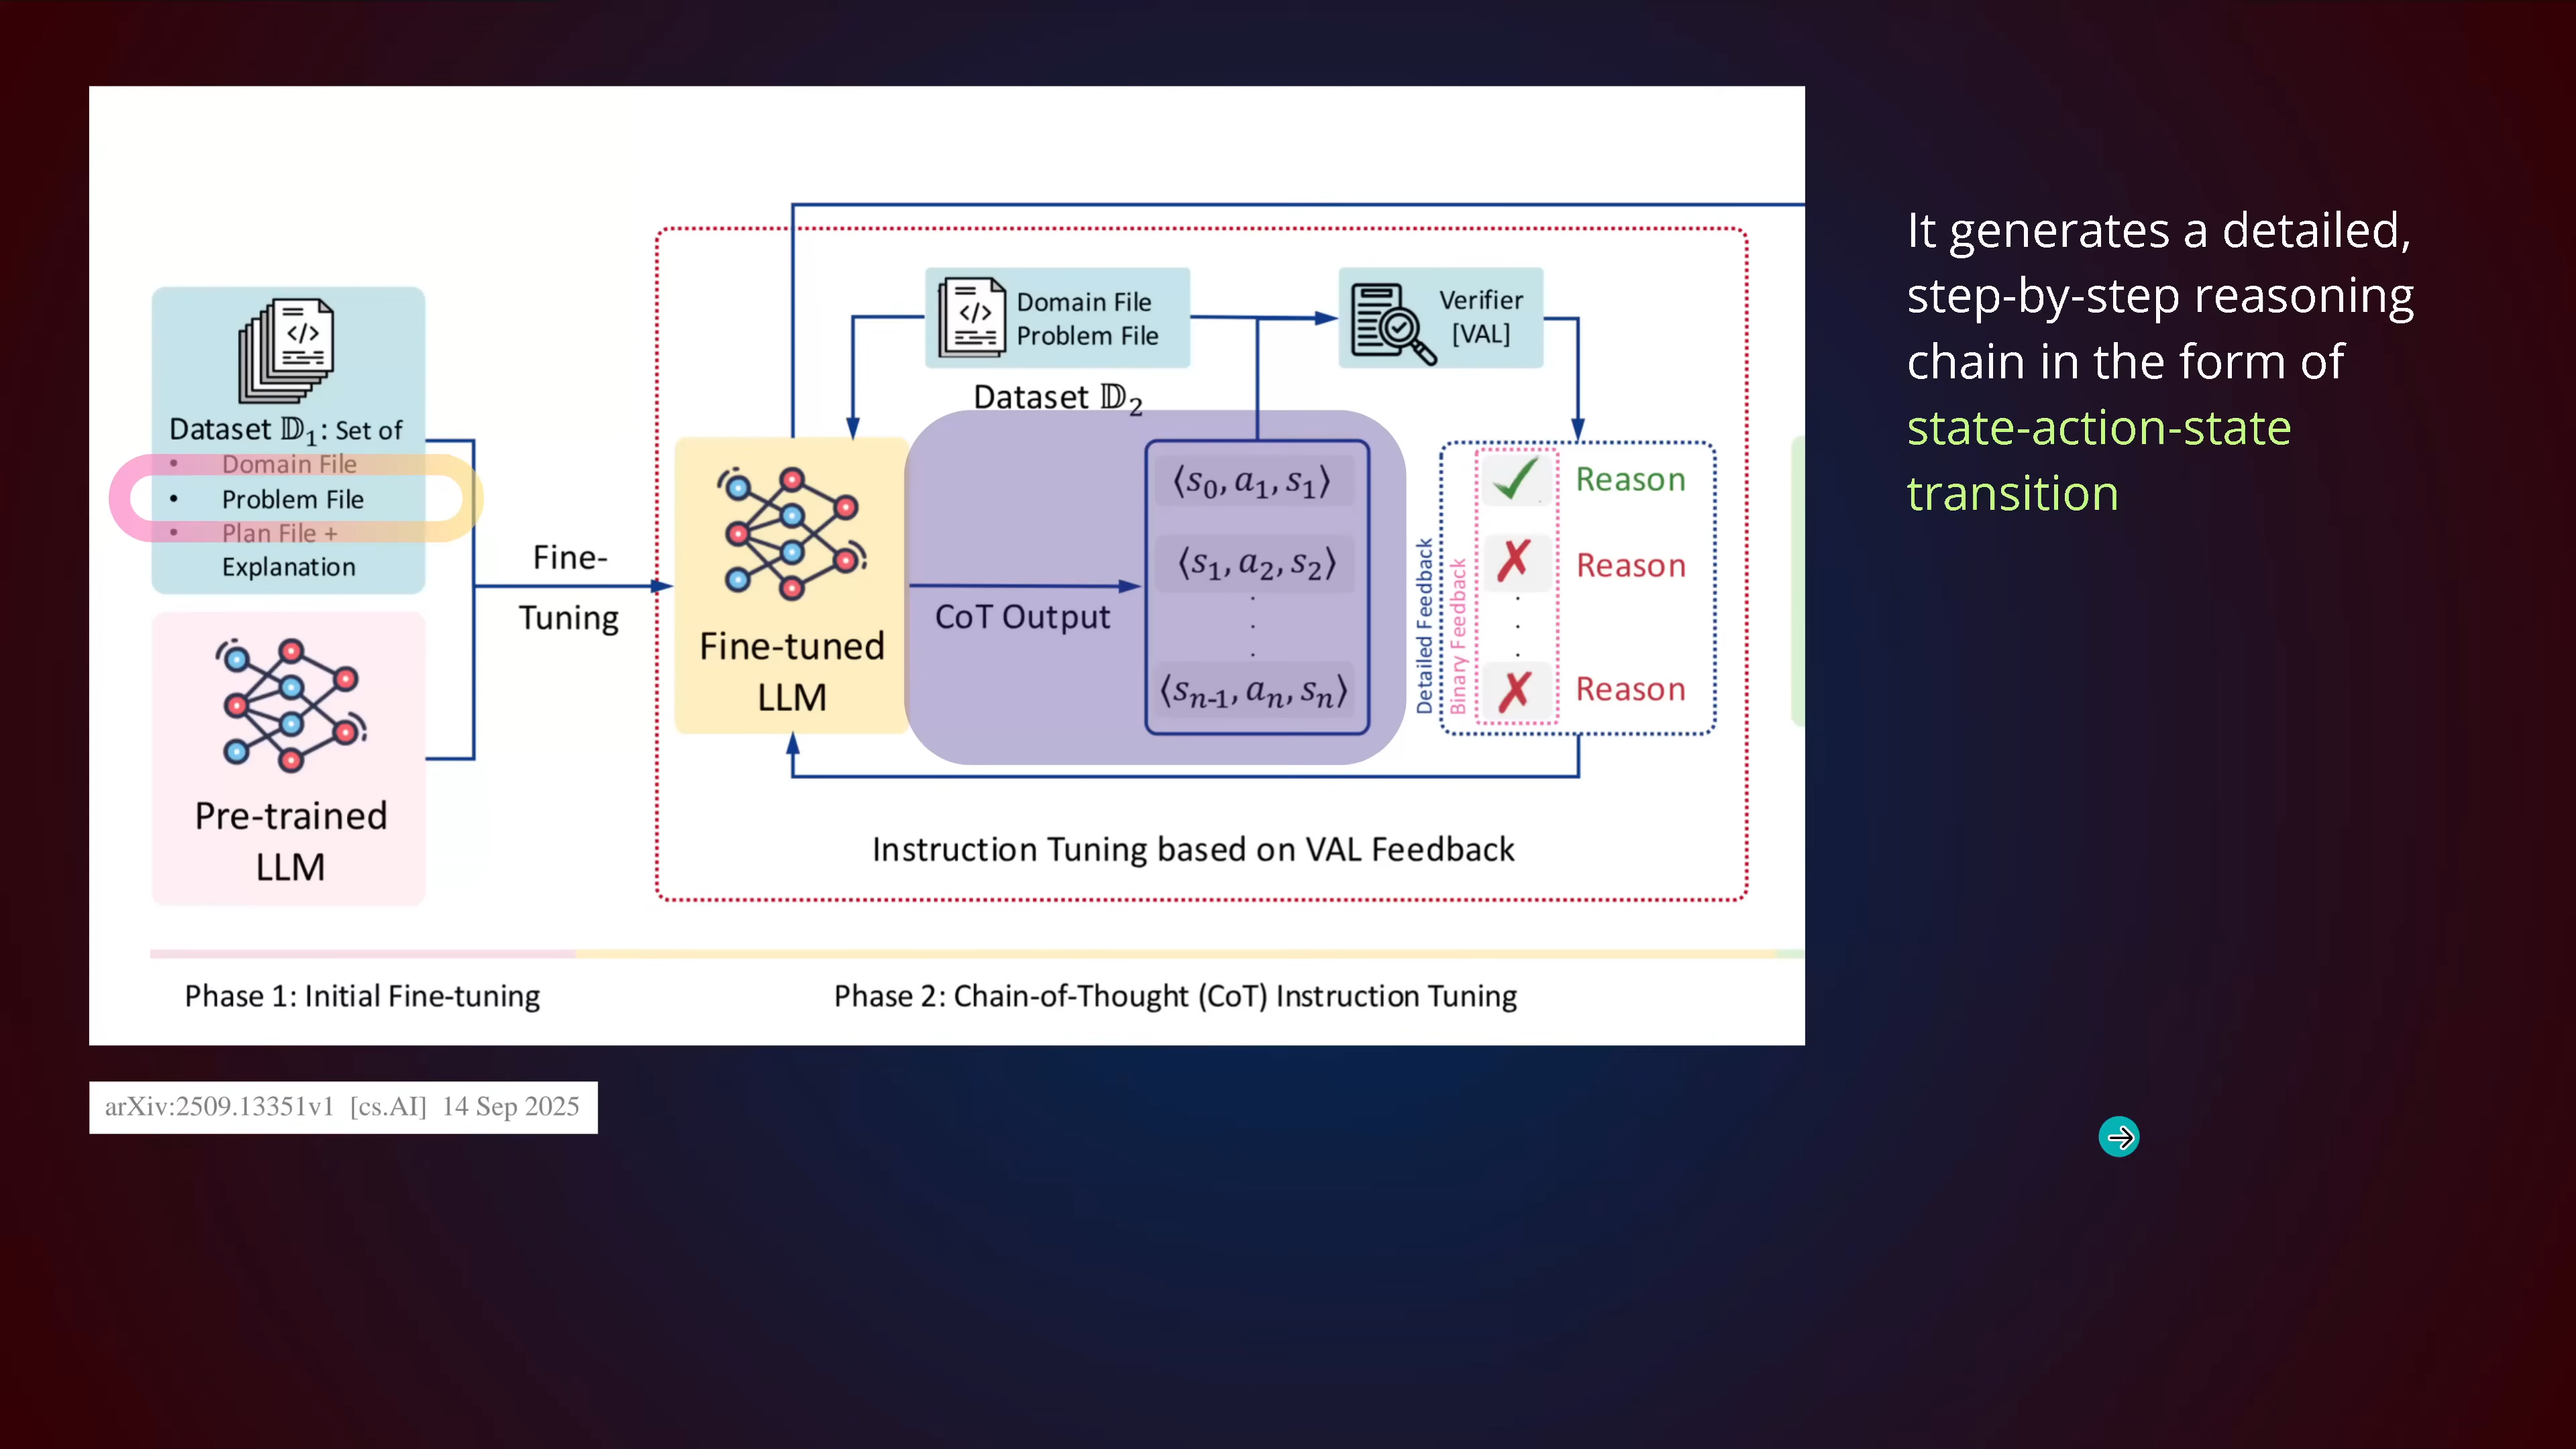 It generates a detailed,
step-by-step reasoning
chain in the form of
state-action-state
transition
Dataset 𝔻₁: Set of
• Domain File
• Problem File
• Plan File +
Explanation
Pre-trained
LLM
Fine-
Tuning
Domain File
Problem File
Dataset 𝔻₂
Verifier
[VAL]
Fine-tuned
LLM
CoT Output
⟨s₀, a₁, s₁⟩
⟨s₁, a₂, s₂⟩
.
.
.
⟨sₙ₋₁, aₙ, sₙ⟩
Detailed Feedback
Binary Feedback
✓ Reason
✗ Reason
.
.
.
✗ Reason
Instruction Tuning based on VAL Feedback
Phase 1: Initial Fine-tuning
Phase 2: Chain-of-Thought (CoT) Instruction Tuning
arXiv:2509.13351v1 [cs.AI] 14 Sep 2025